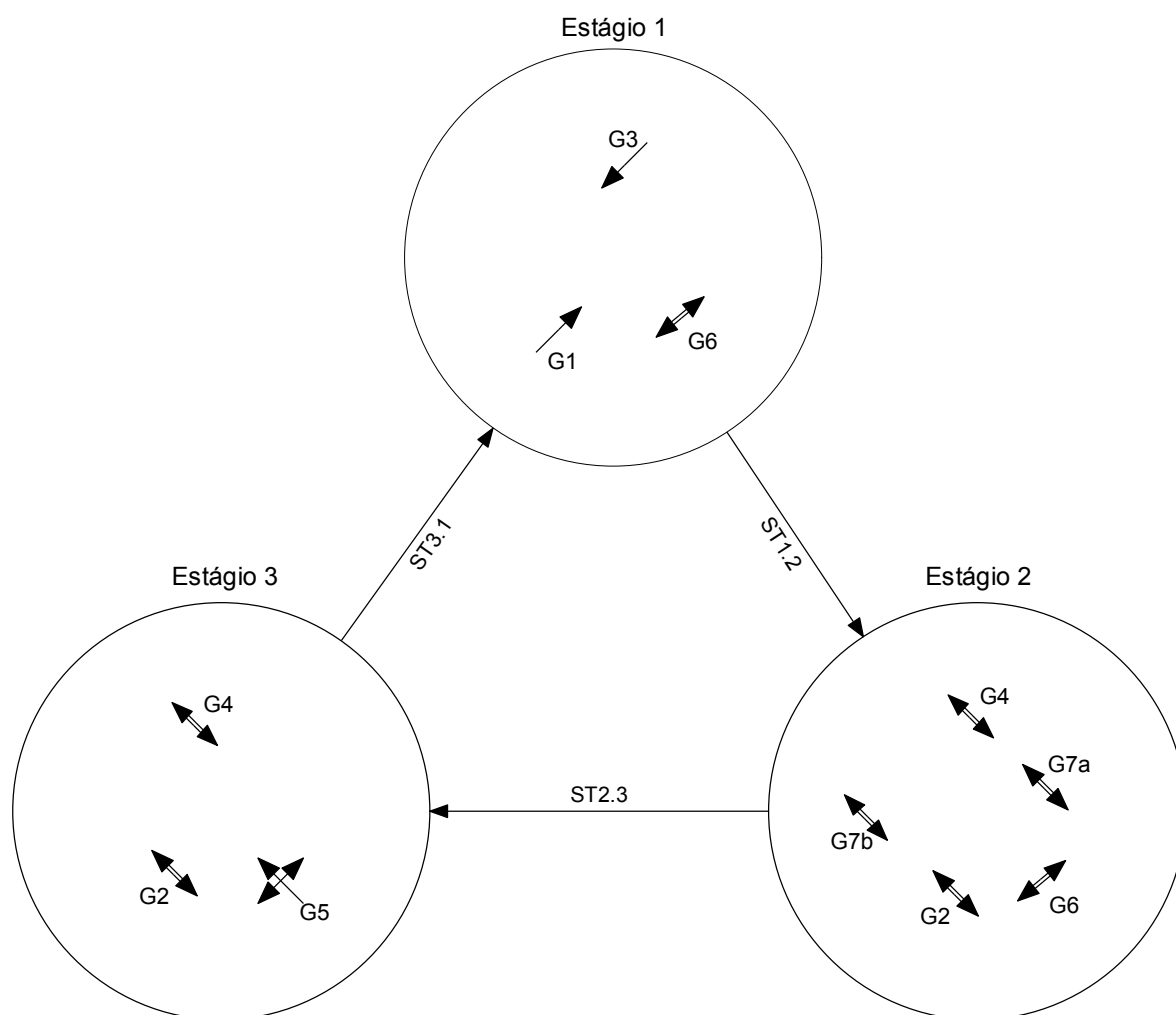 Estágio 1
G3
G1
G6
ST3.1
ST1.2
Estágio 3
Estágio 2
G4
G4
G7a
ST2.3
G7b
G2
G5
G2
G6